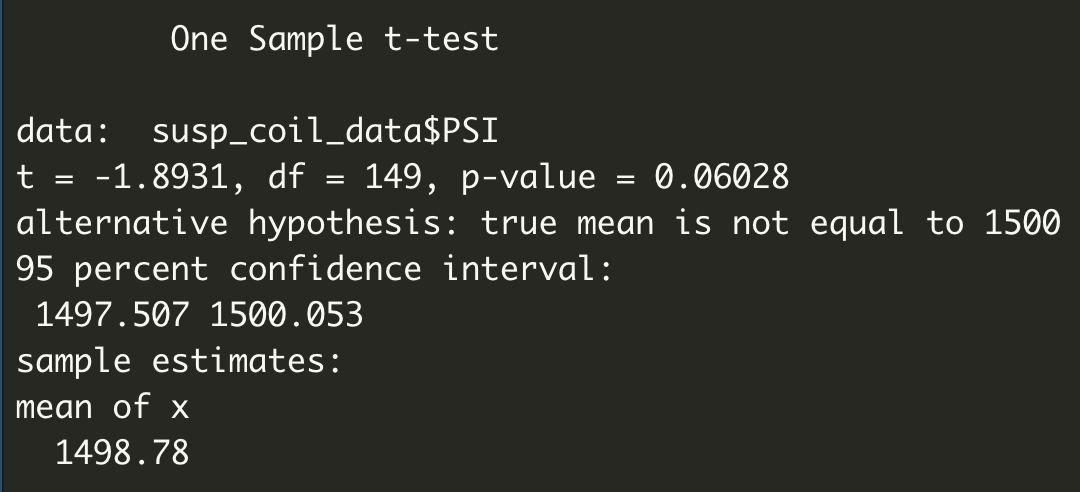 One Sample t-test
data:  susp_coil_data$PSI
t = -1.8931, df = 149, p-value = 0.06028
alternative hypothesis: true mean is not equal to 1500
95 percent confidence interval:
1497.507 1500.053
sample estimates:
mean of x
1498.78